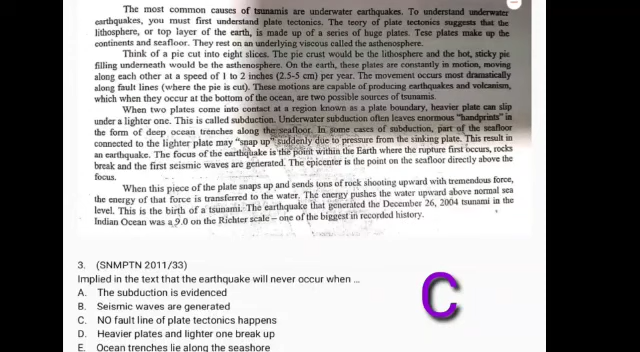 The most common causes of tsunamis are underwater earthquakes. To understand underwater
earthquakes, you must first understand plate tectonics. The teory of plate tectonics suggests that the
lithosphere, or top layer of the earth, is made up of a series of huge plates. Tese plates make up the
continents and seafloor. They rest on an underlying viscous called the asthenosphere.
Think of a pie cut into eight slices. The pie crust would be the lithosphere and the hot, sticky pie
filling underneath would be the asthenosphere. On the earth, these plates are constantly in motion, moving
along each other at a speed of 1 to 2 inches (2.5-5 cm) per year. The movement occurs most dramatically
along fault lines (where the pie is cut). These motions are capable of producing earthquakes and volcanism,
which when they occur at the bottom of the ocean, are two possible sources of tsunamis.
When two plates come into contact at a region known as a plate boundary, heavier plate can slip
under a lighter one. This is called subduction. Underwater subduction often leaves enormous "handprints" in
the form of deep ocean trenches along the seafloor. In some cases of subduction, part of the seafloor
connected to the lighter plate may "snap up" suddenly due to pressure from the sinking plate. This result in
an earthquake. The focus of the earthquake is the point within the Earth where the rupture first occurs, rocks
break and the first seismic waves are generated. The epicenter is the point on the seafloor directly above the
focus.
When this piece of the plate snaps up and sends tons of rock shooting upward with tremendous force,
the energy of that force is transferred to the water. The energy pushes the water upward above normal sea
level. This is the birth of a tsunami. The earthquake that generated the December 26, 2004 tsunami in the
Indian Ocean was a 9.0 on the Richter scale – one of the biggest in recorded history.
3. (SNMPTN 2011/33)
Implied in the text that the earthquake will never occur when ...
A. The subduction is evidenced
B. Seismic waves are generated
C. NO fault line of plate tectonics happens
D. Heavier plates and lighter one break up
E. Ocean trenches lie along the seashore
C